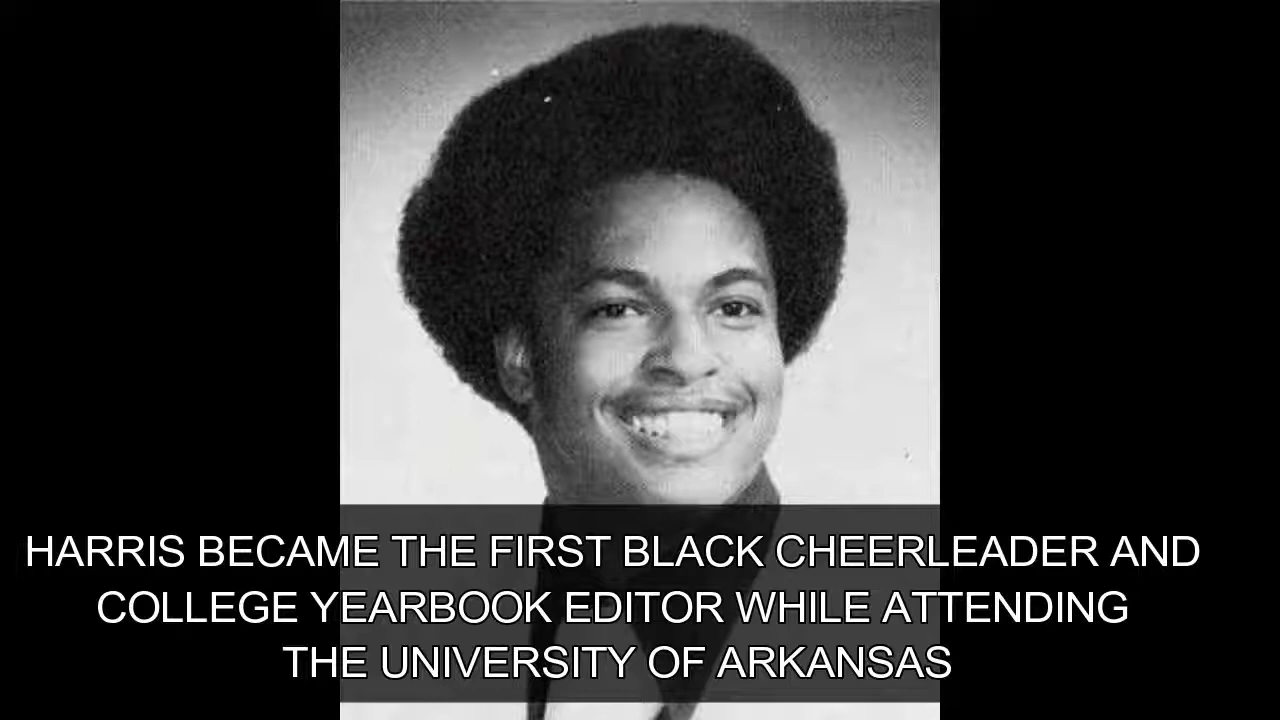 HARRIS BECAME THE FIRST BLACK CHEERLEADER AND
COLLEGE YEARBOOK EDITOR WHILE ATTENDING
THE UNIVERSITY OF ARKANSAS